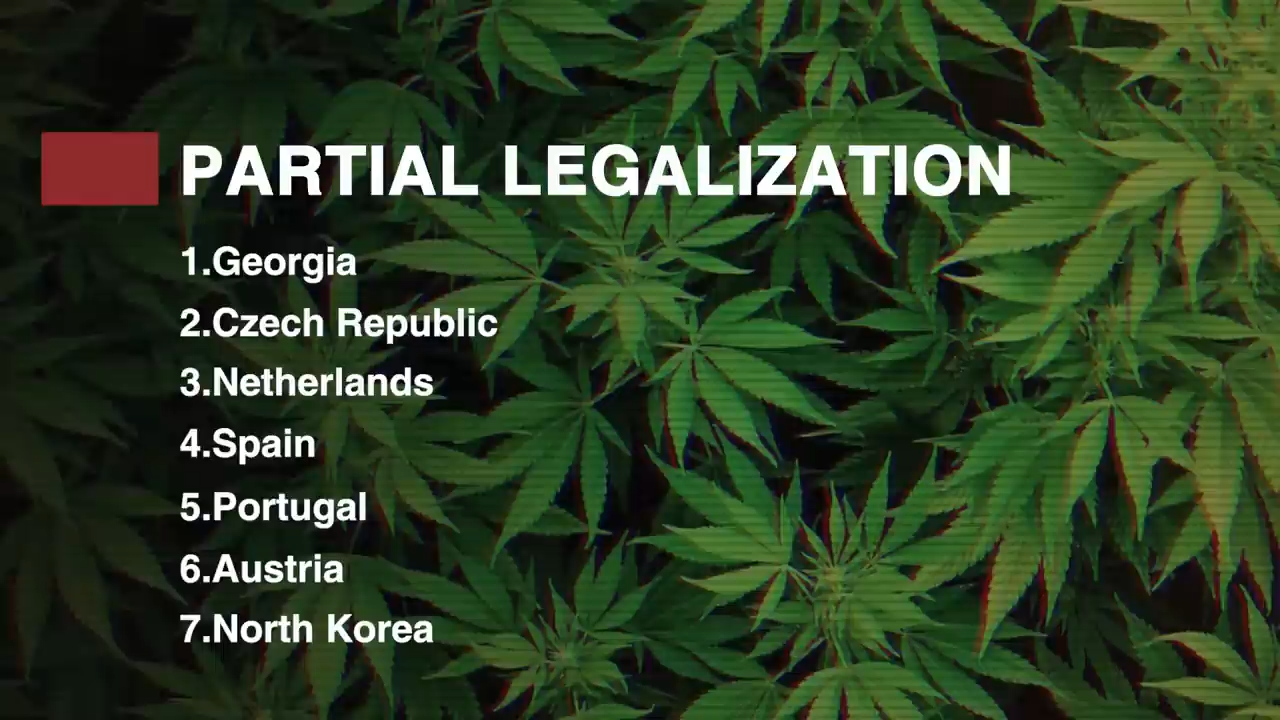 PARTIAL LEGALIZATION
1.Georgia
2.Czech Republic
3.Netherlands
4.Spain
5.Portugal
6.Austria
7.North Korea